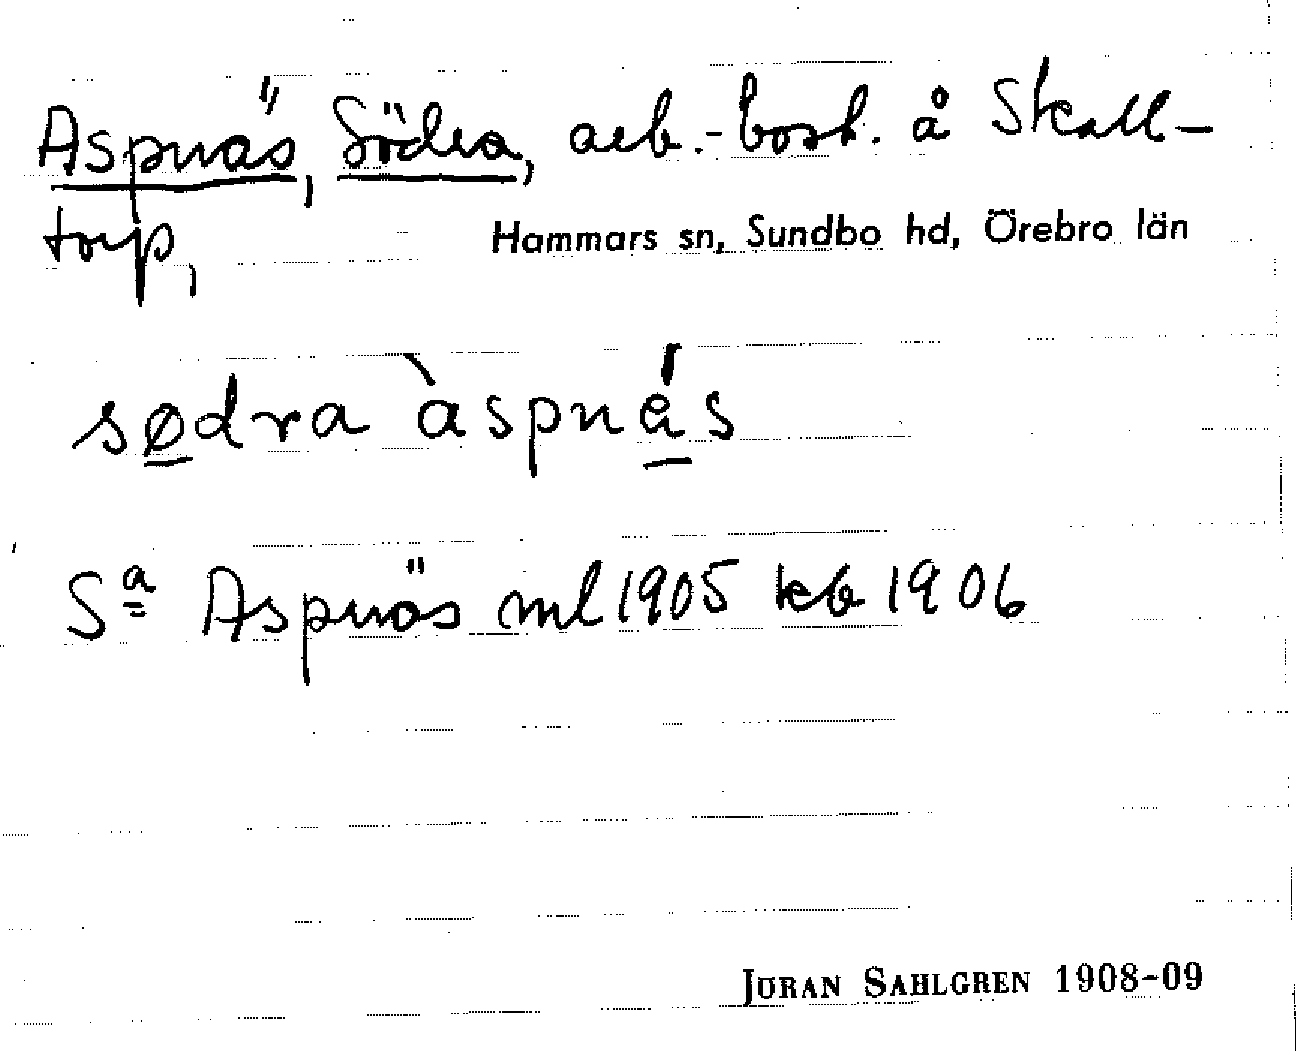 Aspnäs, Södra, arb.-bost. å Skall-
torp,
Hammars sn, Sundbo hd, Örebro län
sødra àspnás
Sa Aspnäs ml 1905 kb 1906
JÖRAN SAHLGREN 1908-09